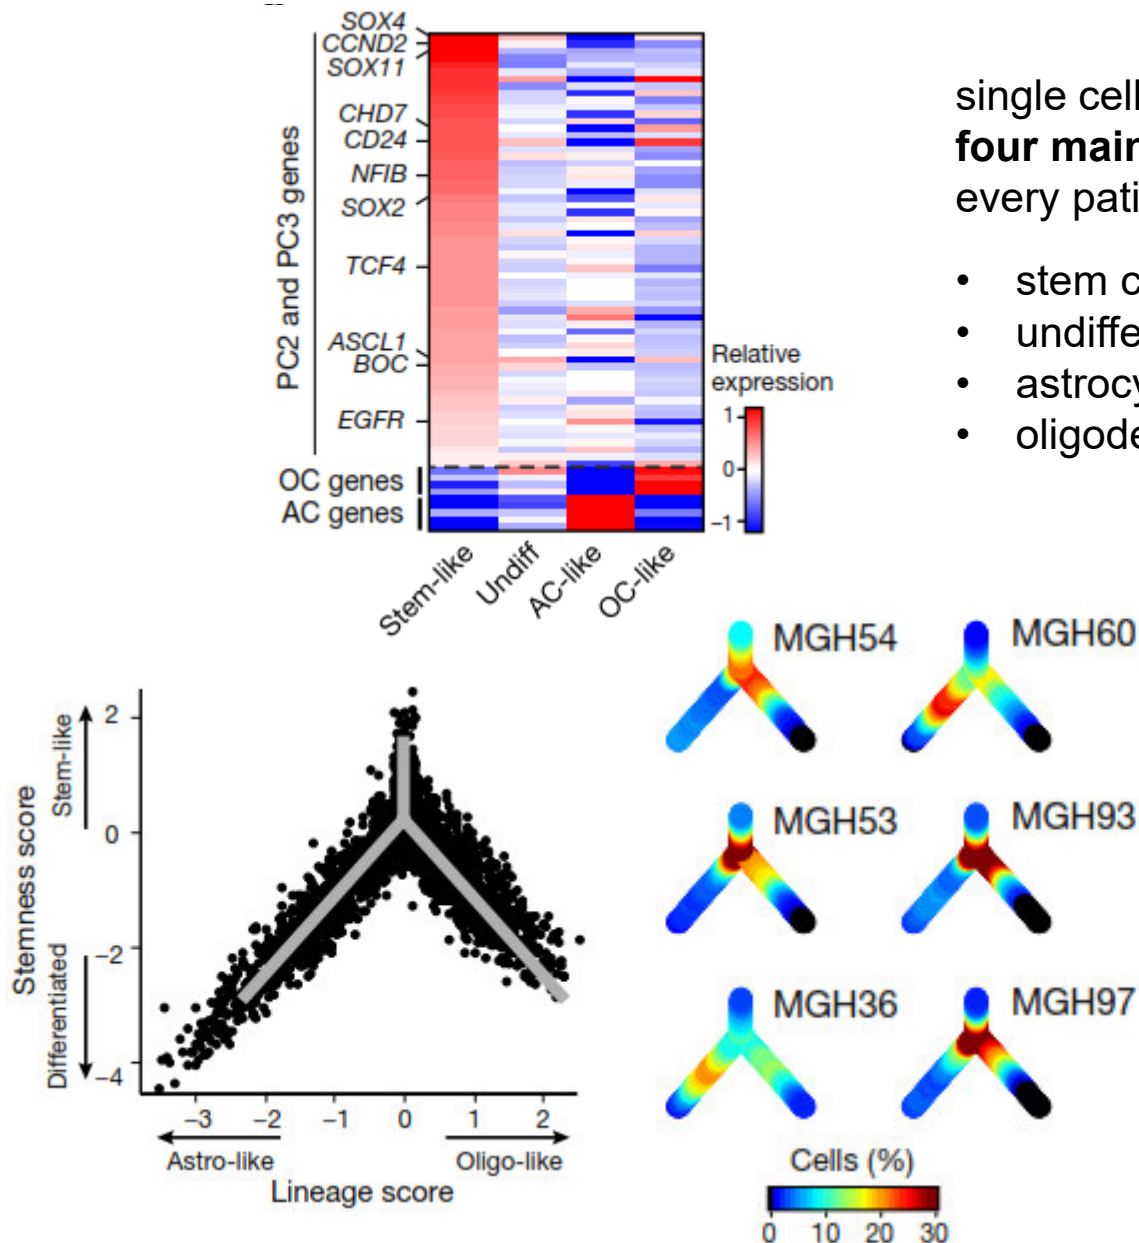 SOX4
CCND2
SOX11
CHD7
CD24
NFIB
SOX2
TCF4
ASCL1
BOC
EGFR
PC2 and PC3 genes
OC genes
AC genes
Stem-like
Undiff
AC-like
OC-like
Relative
expression
1
0
–1
single cell
four main
every pati
• stem c
• undiffe
• astrocy
• oligode
Stemness score
Stem-like
Differentiated
2
0
–2
–4
–3
–2
–1
0
1
2
Astro-like
Oligo-like
Lineage score
MGH54
MGH60
MGH53
MGH93
MGH36
MGH97
Cells (%)
0
10
20
30